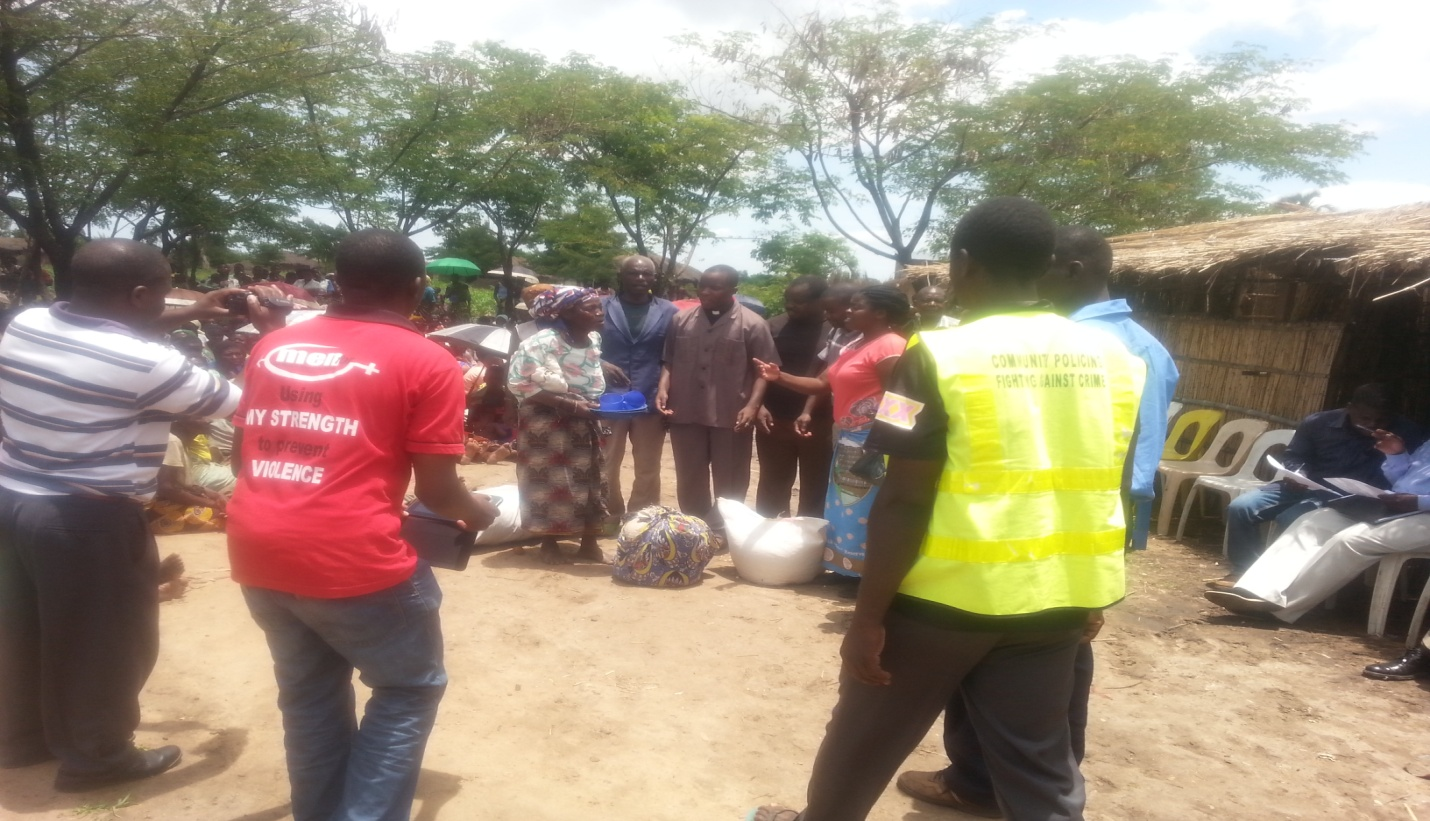 men
Using
MY STRENGTH
to prevent
VIOLENCE
COMMUNITY POLICING
FIGHTING AGAINST CRIME